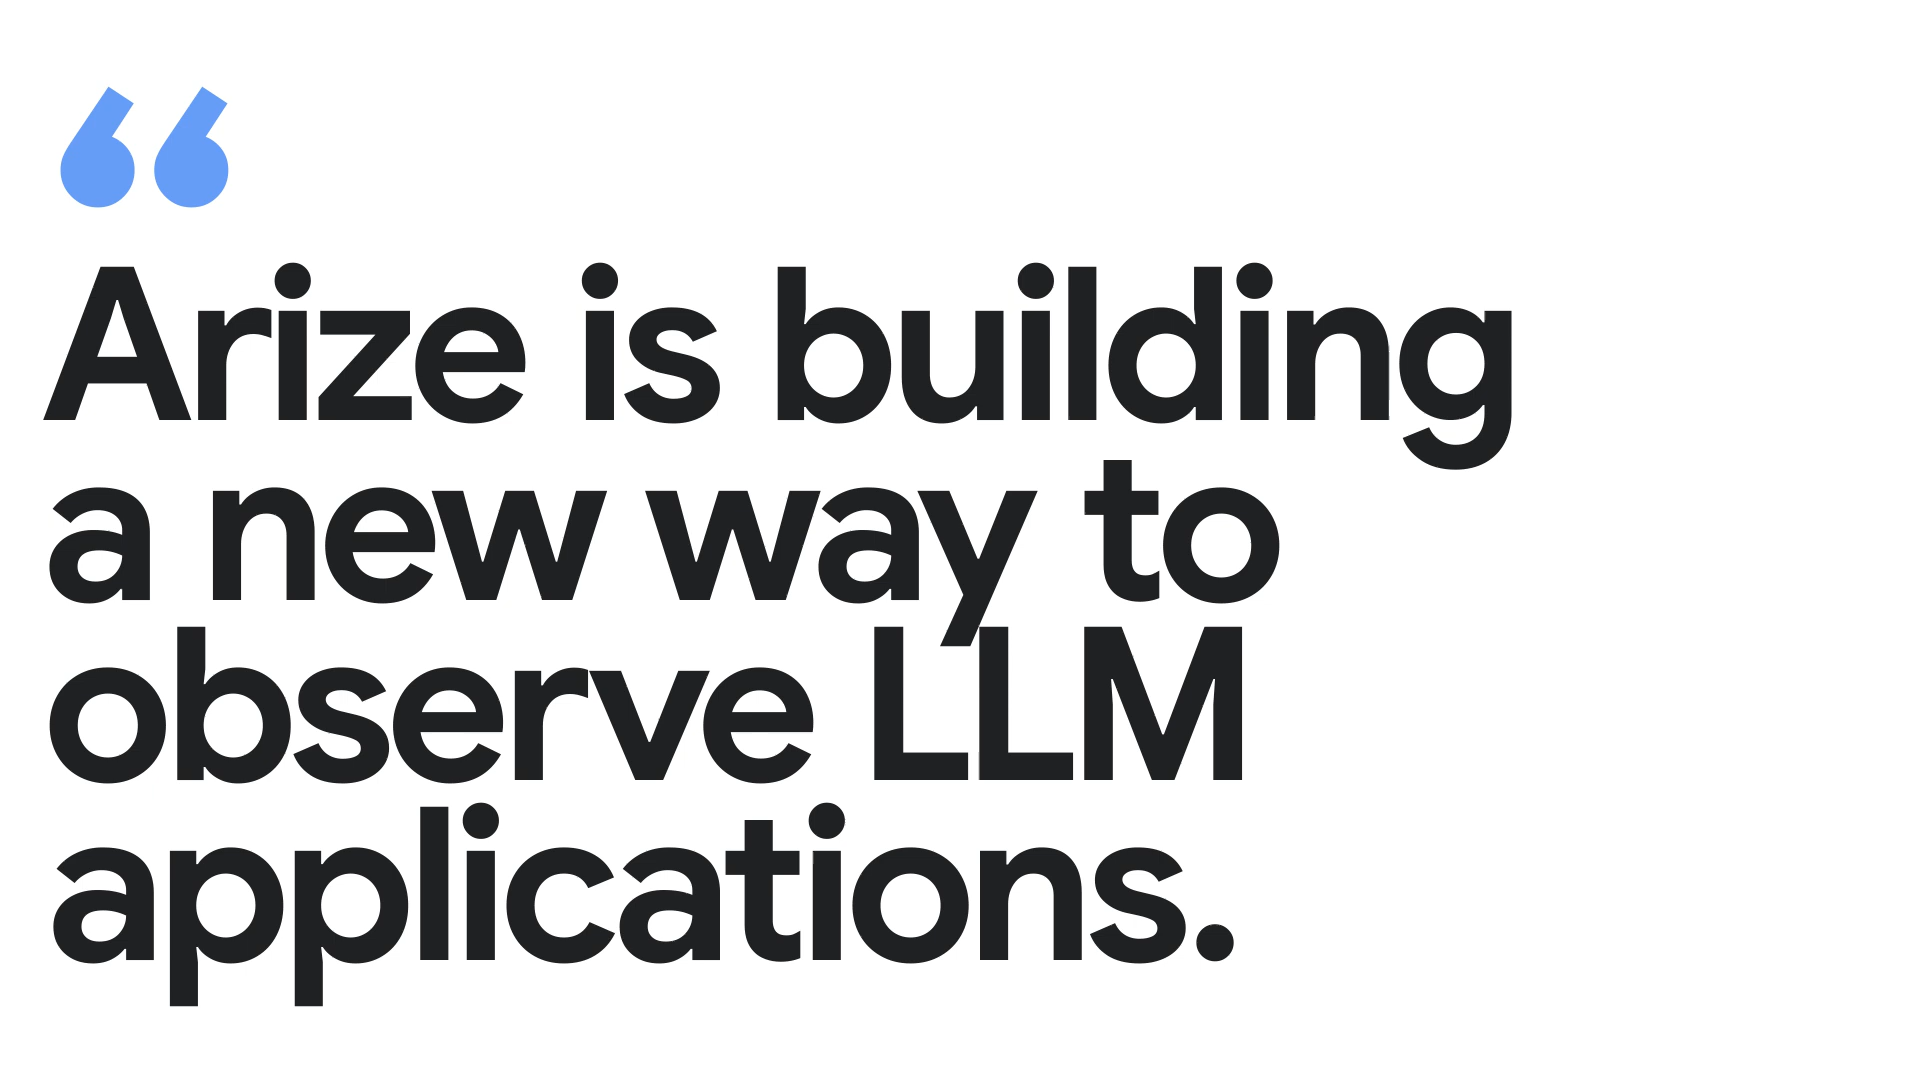 “
Arize is building
a new way to
observe LLM
applications.